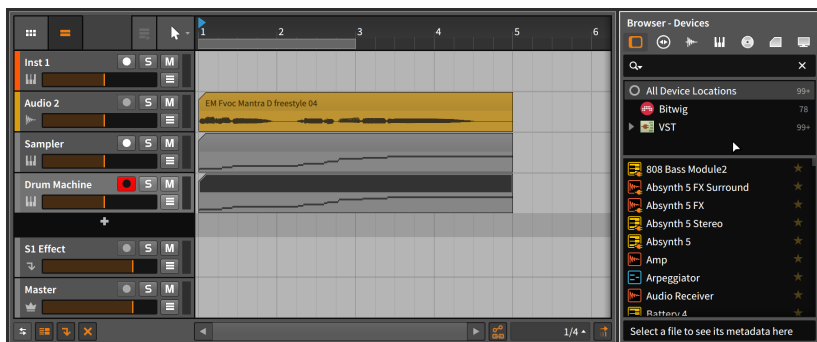 1 2 3 4 5 6
Inst 1 S M
Audio 2 S M
EM Fvoc Mantra D freestyle 04
Sampler S M
Drum Machine S M
+
S1 Effect S M
Master S M
1/4
Browser - Devices
All Device Locations 99+
Bitwig 78
VST 99+
808 Bass Module2
Absynth 5 FX Surround
Absynth 5 FX
Absynth 5 Stereo
Absynth 5
Amp
Arpeggiator
Audio Receiver
Battery 4
Select a file to see its metadata here